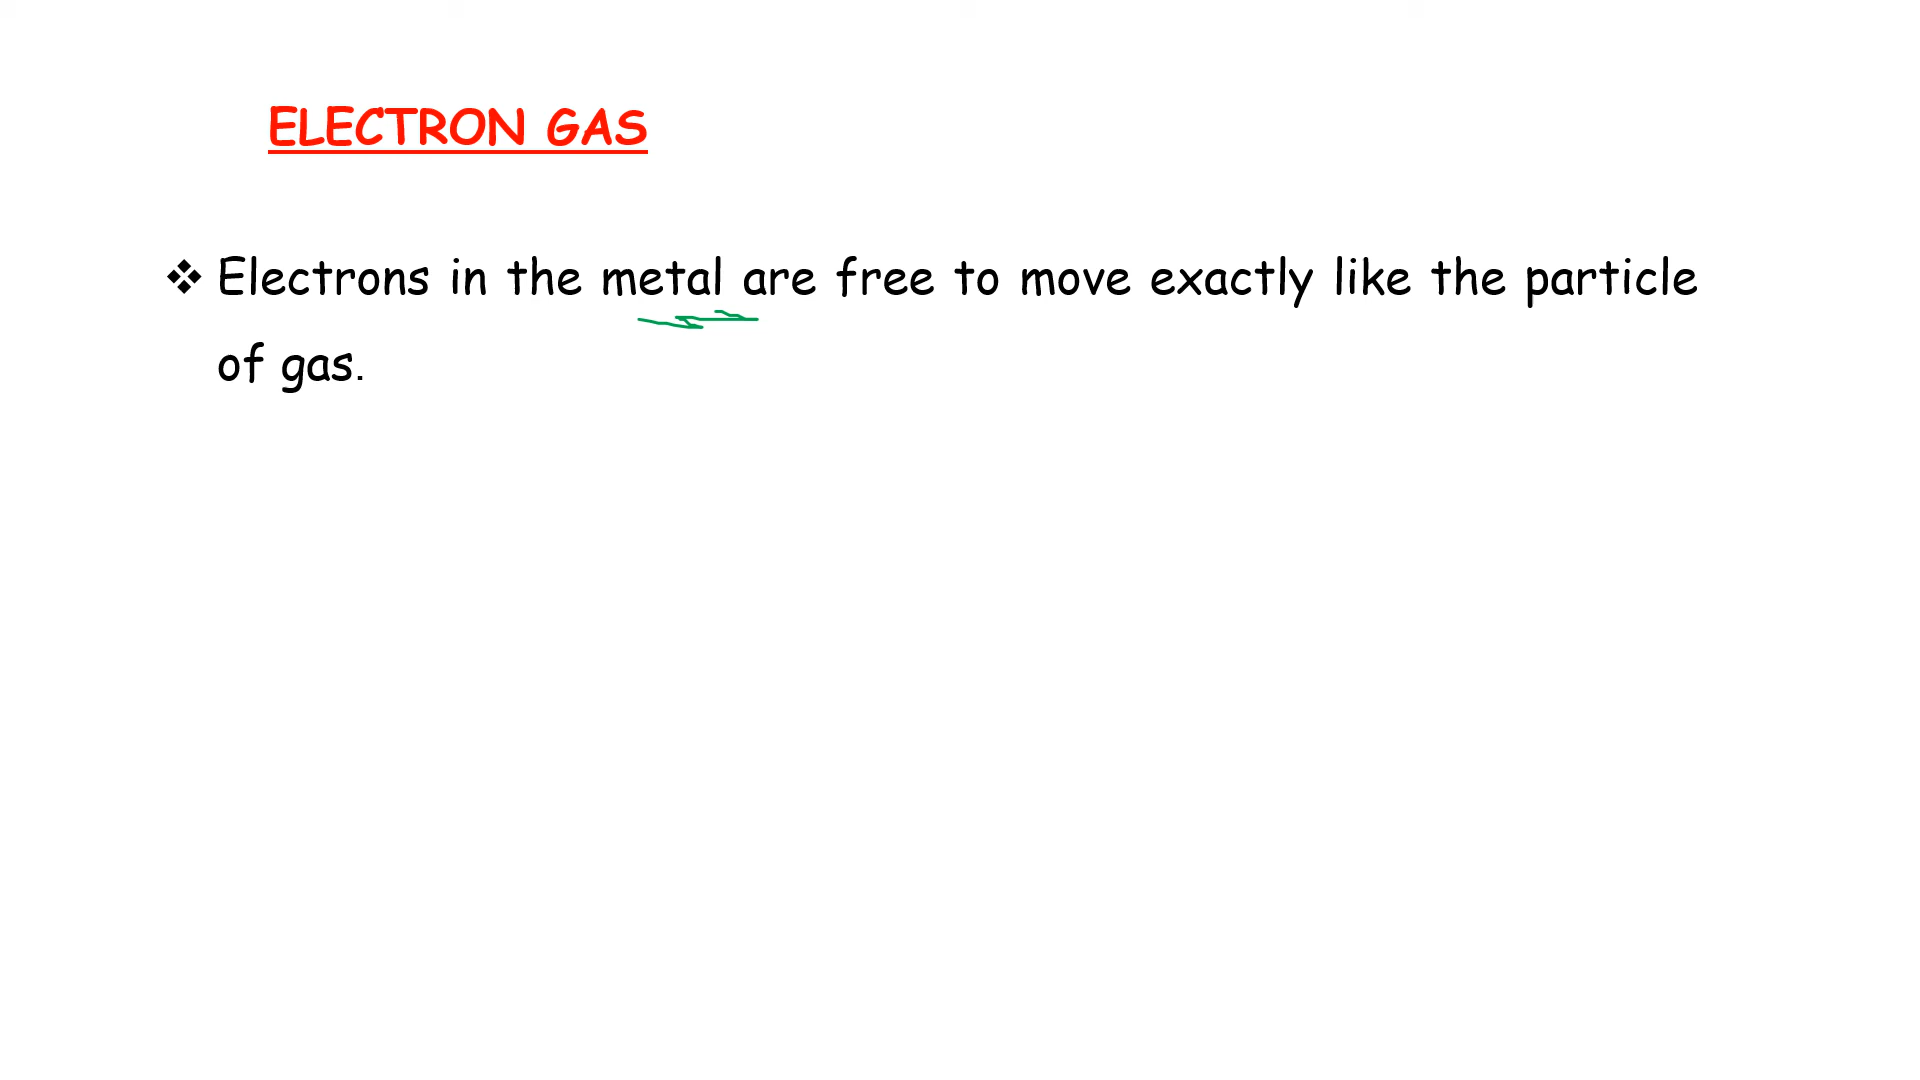 ELECTRON GAS
❖ Electrons in the metal are free to move exactly like the particle
of gas.